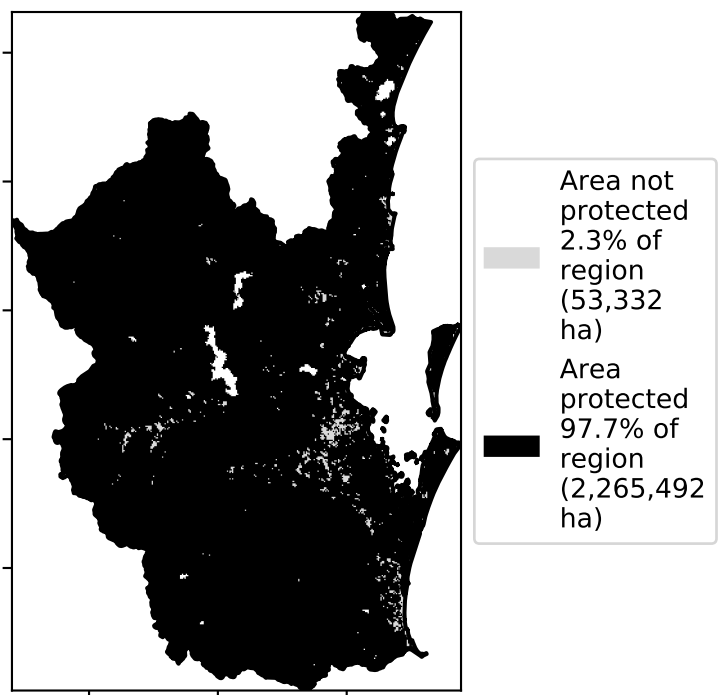 Area not
protected
2.3% of
region
(53,332
ha)
Area
protected
97.7% of
region
(2,265,492
ha)